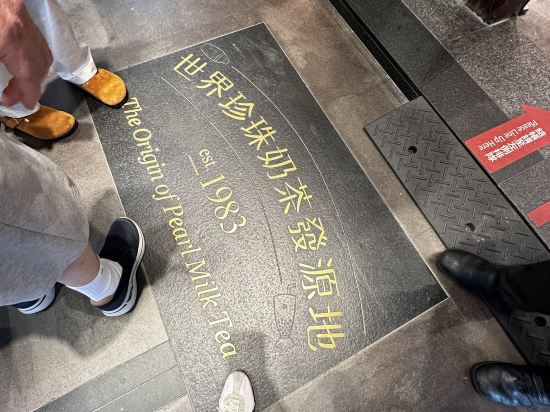 世界珍珠奶茶發源地
est. 1983
The Origin of Pearl Milk Tea
Please Line Up Here